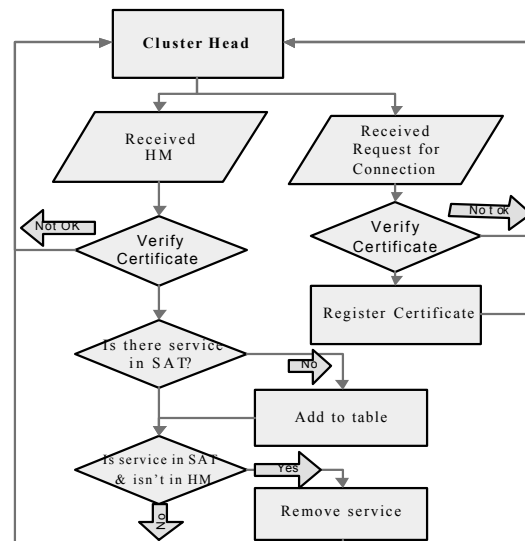 Cluster Head
Received
HM
Received
Request for
Connection
Not OK
Verify
Certificate
No t ok
Verify
Certificate
Register Certificate
Is there service
in SAT?
No
Add to table
Is service in SAT
& isn't in HM
Yes
Remove service
No